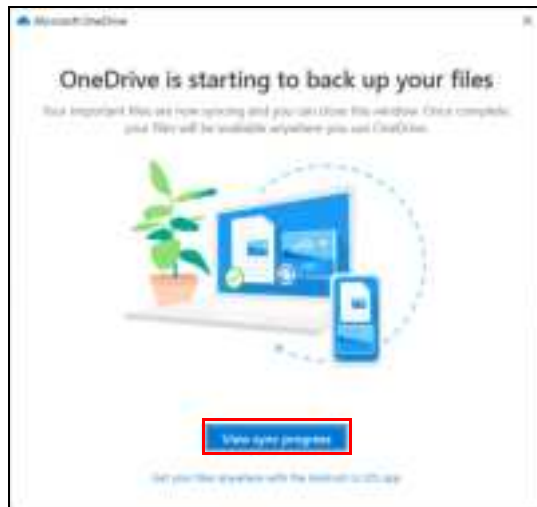 Microsoft OneDrive
OneDrive is starting to back up your files
Your important files are now syncing and you can close this window. Once complete,
your files will be available anywhere you use OneDrive.
View sync progress
Get your files anywhere with the Android or iOS app